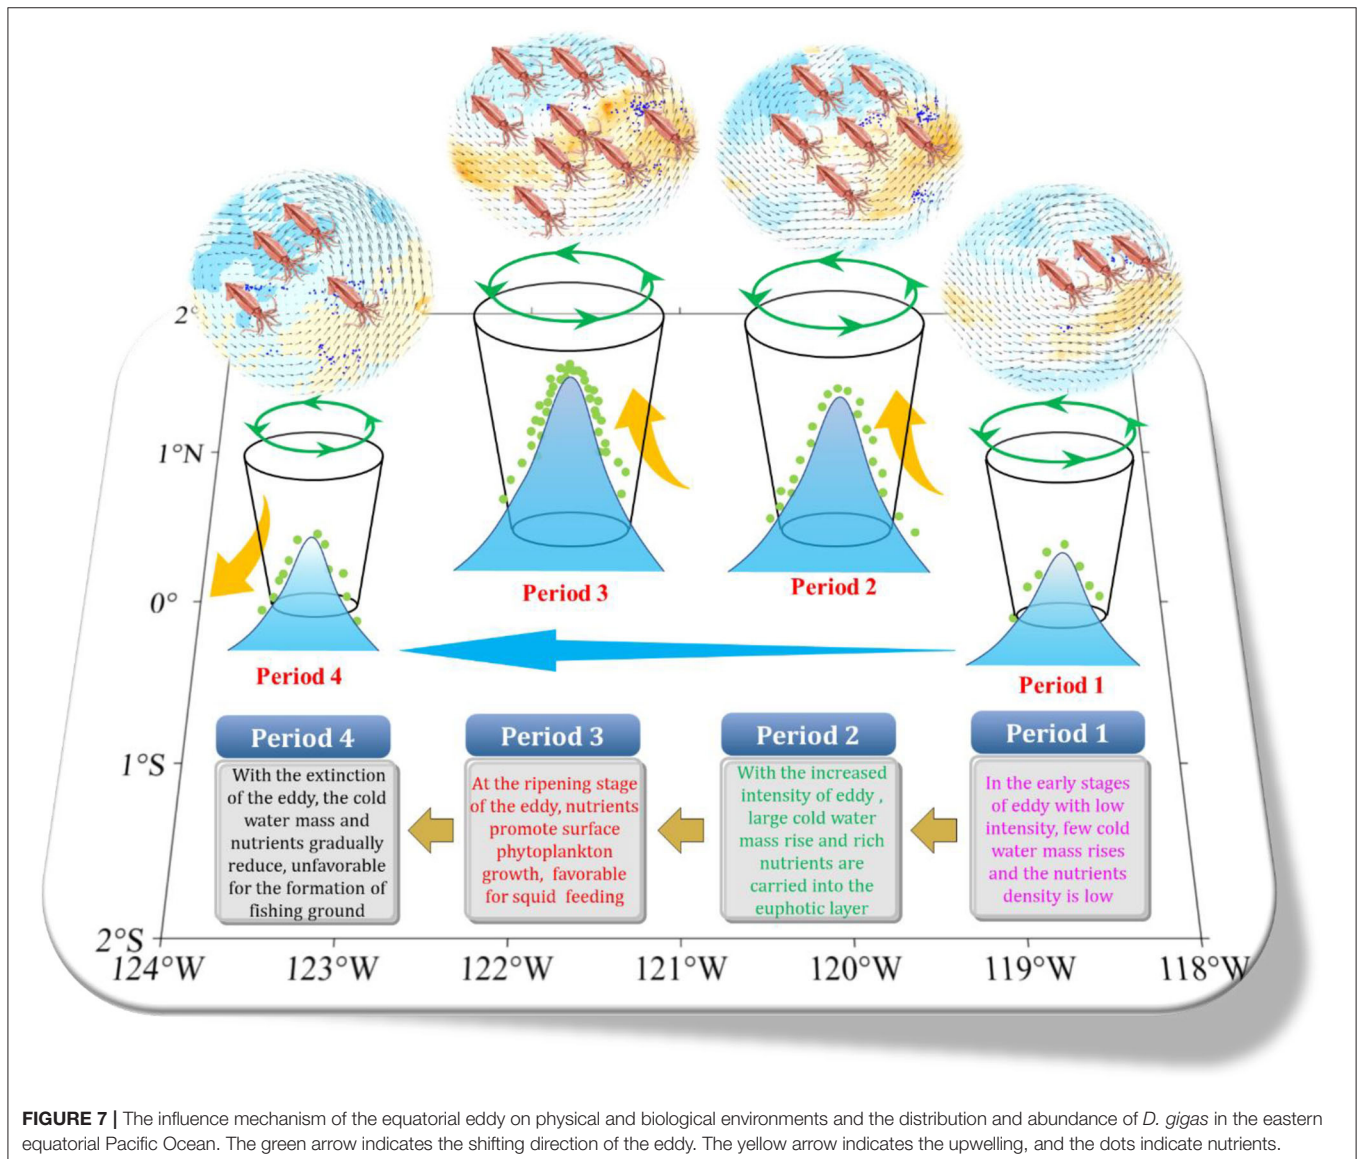 2°
1°N
0°
1°S
2°S
124°W
123°W
122°W
121°W
120°W
119°W
118°W
Period 4
Period 3
Period 2
Period 1
Period 4
With the extinction
of the eddy, the cold
water mass and
nutrients gradually
reduce, unfavorable
for the formation of
fishing ground
Period 3
At the ripening stage
of the eddy, nutrients
promote surface
phytoplankton
growth, favorable
for squid feeding
Period 2
With the increased
intensity of eddy ,
large cold water
mass rise and rich
nutrients are
carried into the
euphotic layer
Period 1
In the early stages
of eddy with low
intensity, few cold
water mass rises
and the nutrients
density is low
FIGURE 7 | The influence mechanism of the equatorial eddy on physical and biological environments and the distribution and abundance of D. gigas in the eastern
equatorial Pacific Ocean. The green arrow indicates the shifting direction of the eddy. The yellow arrow indicates the upwelling, and the dots indicate nutrients.